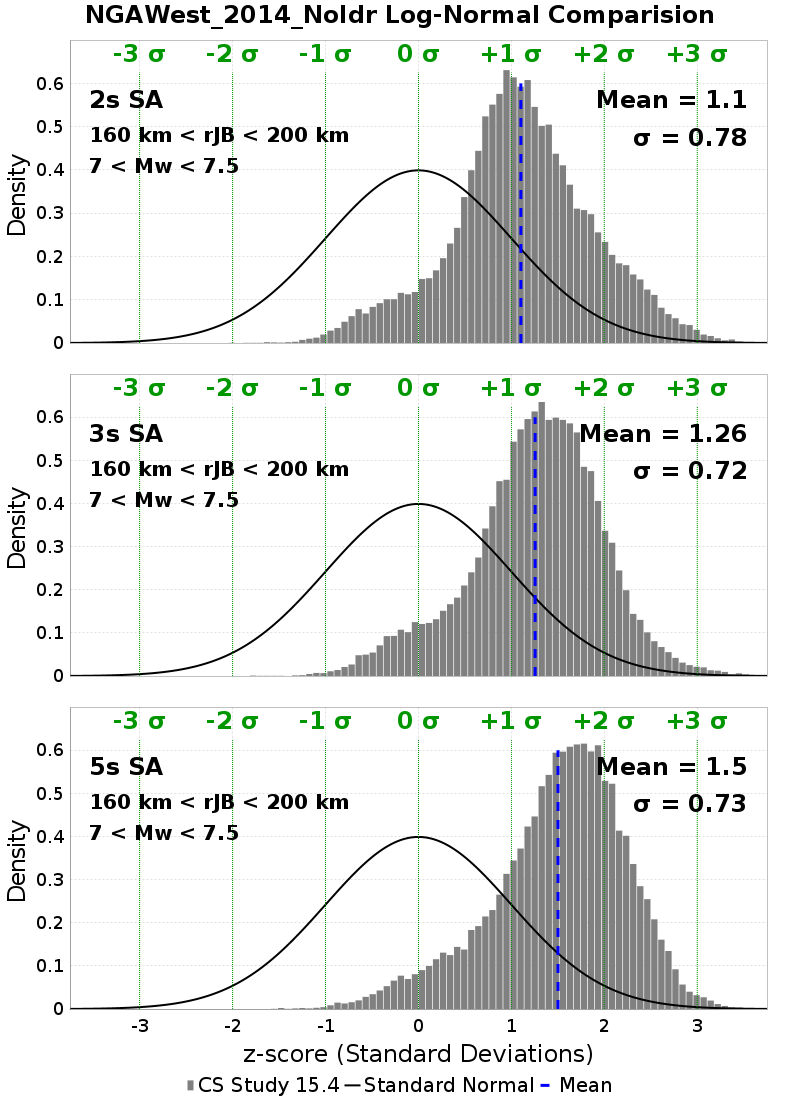 NGAWest_2014_NoIdr Log-Normal Comparision
-3 σ -2 σ -1 σ 0 σ +1 σ +2 σ +3 σ
0.6
2s SA Mean = 1.1
0.5
160 km < rJB < 200 km σ = 0.78
0.4
7 < Mw < 7.5
0.3
0.2
0.1
0
Density
-3 σ -2 σ -1 σ 0 σ +1 σ +2 σ +3 σ
0.6
3s SA Mean = 1.26
0.5
160 km < rJB < 200 km σ = 0.72
0.4
7 < Mw < 7.5
0.3
0.2
0.1
0
Density
-3 σ -2 σ -1 σ 0 σ +1 σ +2 σ +3 σ
0.6
5s SA Mean = 1.5
0.5
160 km < rJB < 200 km σ = 0.73
0.4
7 < Mw < 7.5
0.3
0.2
0.1
0
Density
-3 -2 -1 0 1 2 3
z-score (Standard Deviations)
CS Study 15.4 Standard Normal Mean